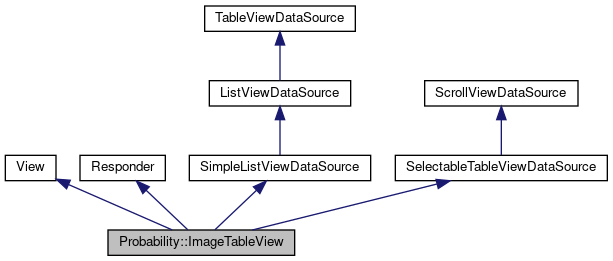 TableViewDataSource
ListViewDataSource
ScrollViewDataSource
View
Responder
SimpleListViewDataSource
SelectableTableViewDataSource
Probability::ImageTableView